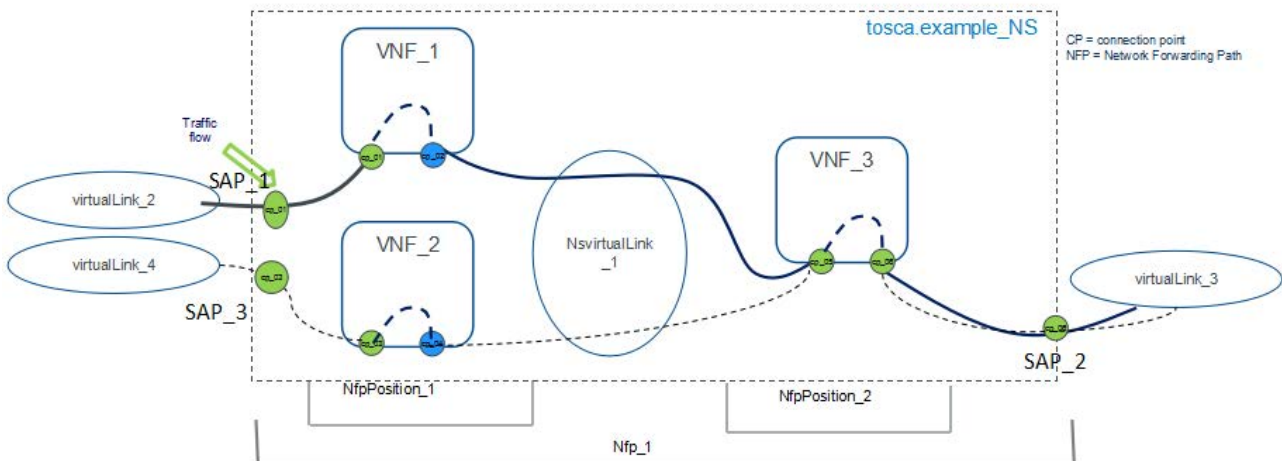 tosca.example_NS
CP = connection point
NFP = Network Forwarding Path
VNF_1
Traffic
flow
cp_01
SAP_1
virtualLink_2
VNF_3
VNF_2
NsvirtualLink
_1
virtualLink_4
virtualLink_3
SAP_3
SAP_2
NfpPosition_1
NfpPosition_2
Nfp_1